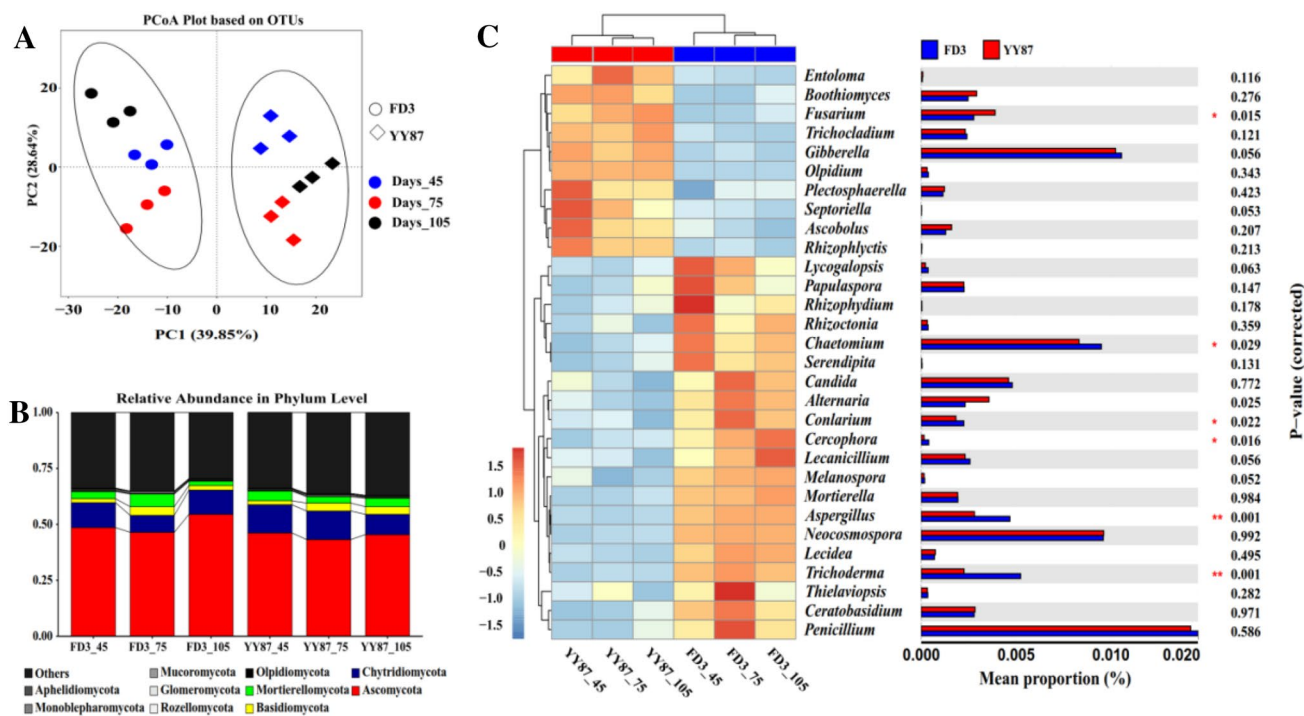 A
PCoA Plot based on OTUs
PC2 (28.64%)
20
0
−20
−30
−20
−10
0
10
20
PC1 (39.85%)
FD3
YY87
Days_45
Days_75
Days_105
B
Relative Abundance in Phylum Level
1.00
0.75
0.50
0.25
0.00
FD3_45
FD3_75
FD3_105
YY87_45
YY87_75
YY87_105
Others
Mucoromycota
Olpidiomycota
Chytridiomycota
Aphelidiomycota
Glomeromycota
Mortierellomycota
Ascomycota
Monoblepharomycota
Rozellomycota
Basidiomycota
C
1.5
1.0
0.5
0
−0.5
−1.0
−1.5
FD3
YY87
Entoloma 0.116
Boothiomyces 0.276
Fusarium * 0.015
Trichocladium 0.121
Gibberella 0.056
Olpidium 0.343
Plectosphaerella 0.423
Septoriella 0.053
Ascobolus 0.207
Rhizophlyctis 0.213
Lycogalopsis 0.063
Papulaspora 0.147
Rhizophydium 0.178
Rhizoctonia 0.359
Chaetomium * 0.029
Serendipita 0.131
Candida 0.772
Alternaria 0.025
Conlarium * 0.022
Cercophora * 0.016
Lecanicillium 0.056
Melanospora 0.052
Mortierella 0.984
Aspergillus ** 0.001
Neocosmospora 0.992
Lecidea 0.495
Trichoderma ** 0.001
Thielaviopsis 0.282
Ceratobasidium 0.971
Penicillium 0.586
YY87_45
YY87_75
YY87_105
FD3_45
FD3_75
FD3_105
0.000
0.005
0.010
0.020
Mean proportion (%)
P−value (corrected)